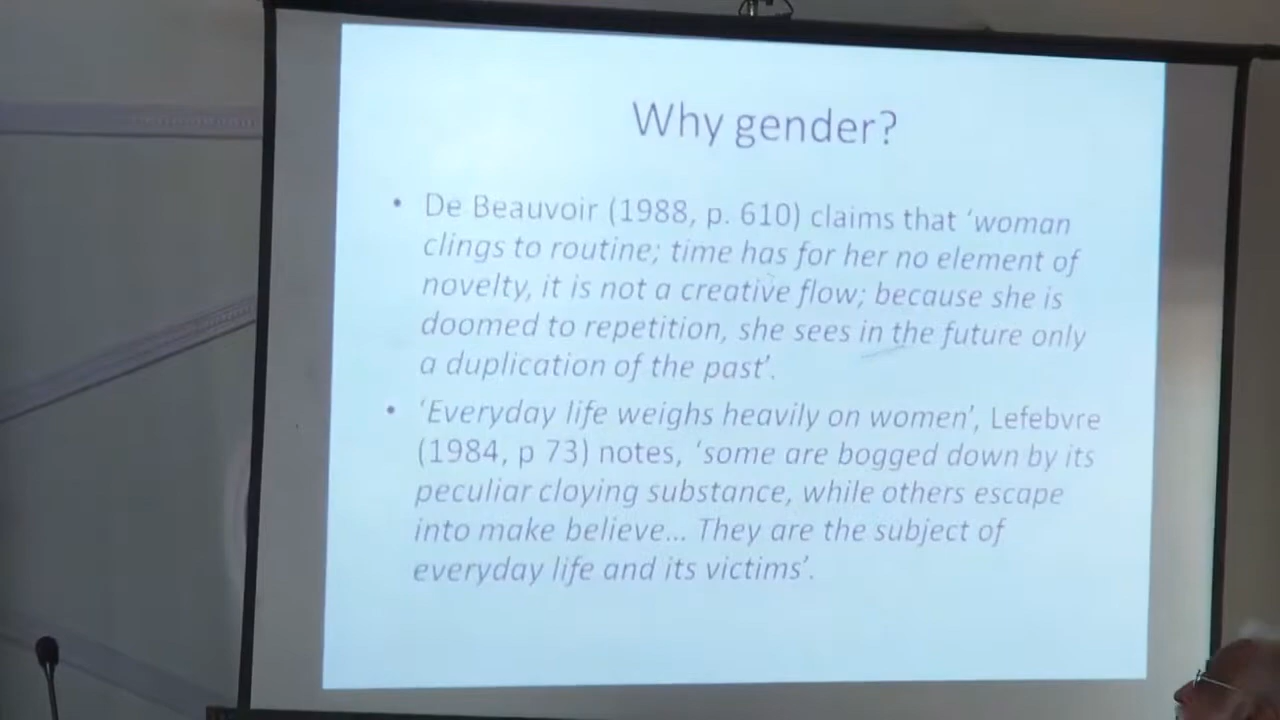 Why gender?
• De Beauvoir (1988, p. 610) claims that ‘woman
clings to routine; time has for her no element of
novelty, it is not a creative flow; because she is
doomed to repetition, she sees in the future only
a duplication of the past’.
• ‘Everyday life weighs heavily on women’, Lefebvre
(1984, p 73) notes, ‘some are bogged down by its
peculiar cloying substance, while others escape
into make believe… They are the subject of
everyday life and its victims’.